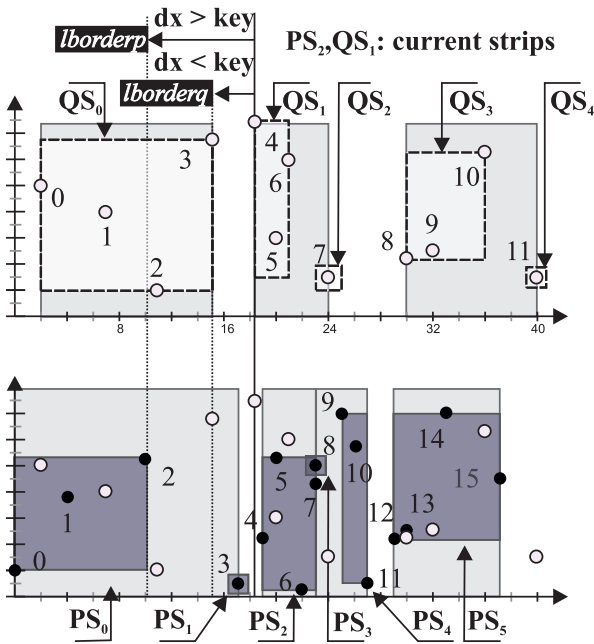 dx > key
lborderp
PS₂,QS₁: current strips
dx < key
lborderq
QS₀ QS₁ QS₂ QS₃ QS₄
3 4 10
0 6
1 9
5 7 8 11
2
8 16 24 32 40
9
14
2 5 8
10 15
1 7
4 12 13
0 3 6 11
PS₀ PS₁ PS₂ PS₃ PS₄ PS₅